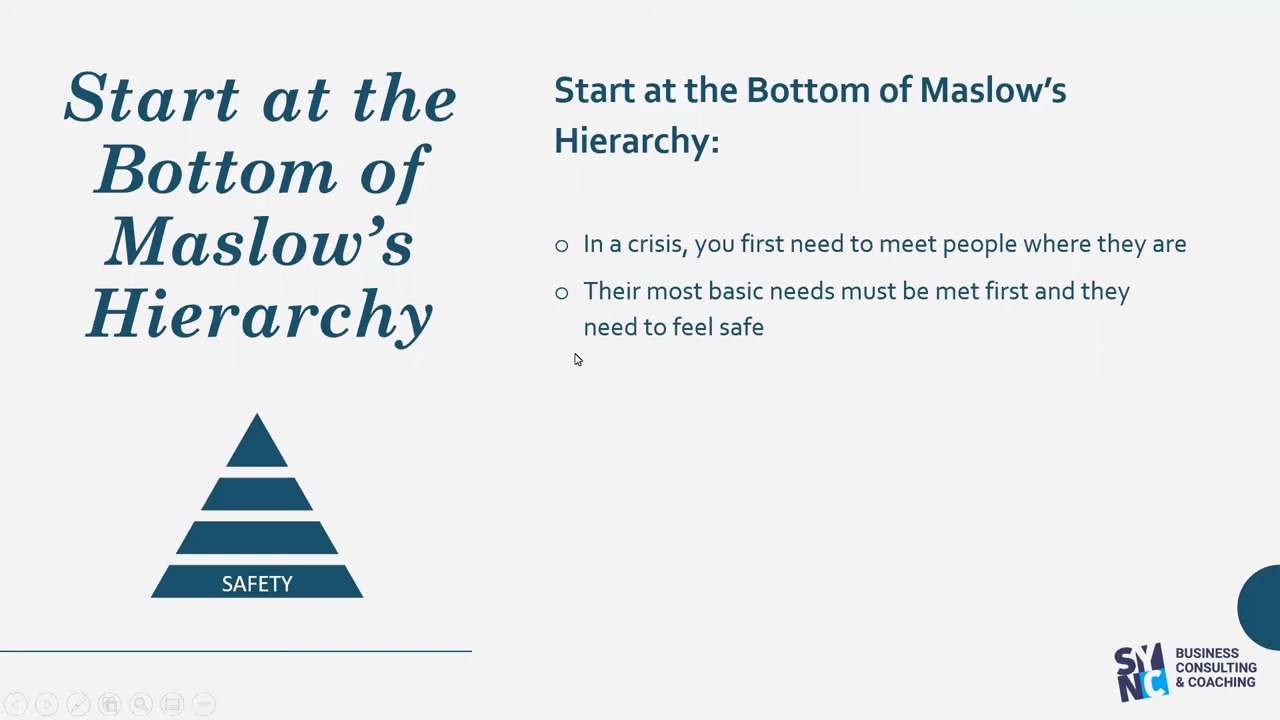 Start at the
Bottom of
Maslow's
Hierarchy
SAFETY
Start at the Bottom of Maslow's
Hierarchy:
o In a crisis, you first need to meet people where they are
o Their most basic needs must be met first and they
need to feel safe
SYNC
BUSINESS
CONSULTING
& COACHING